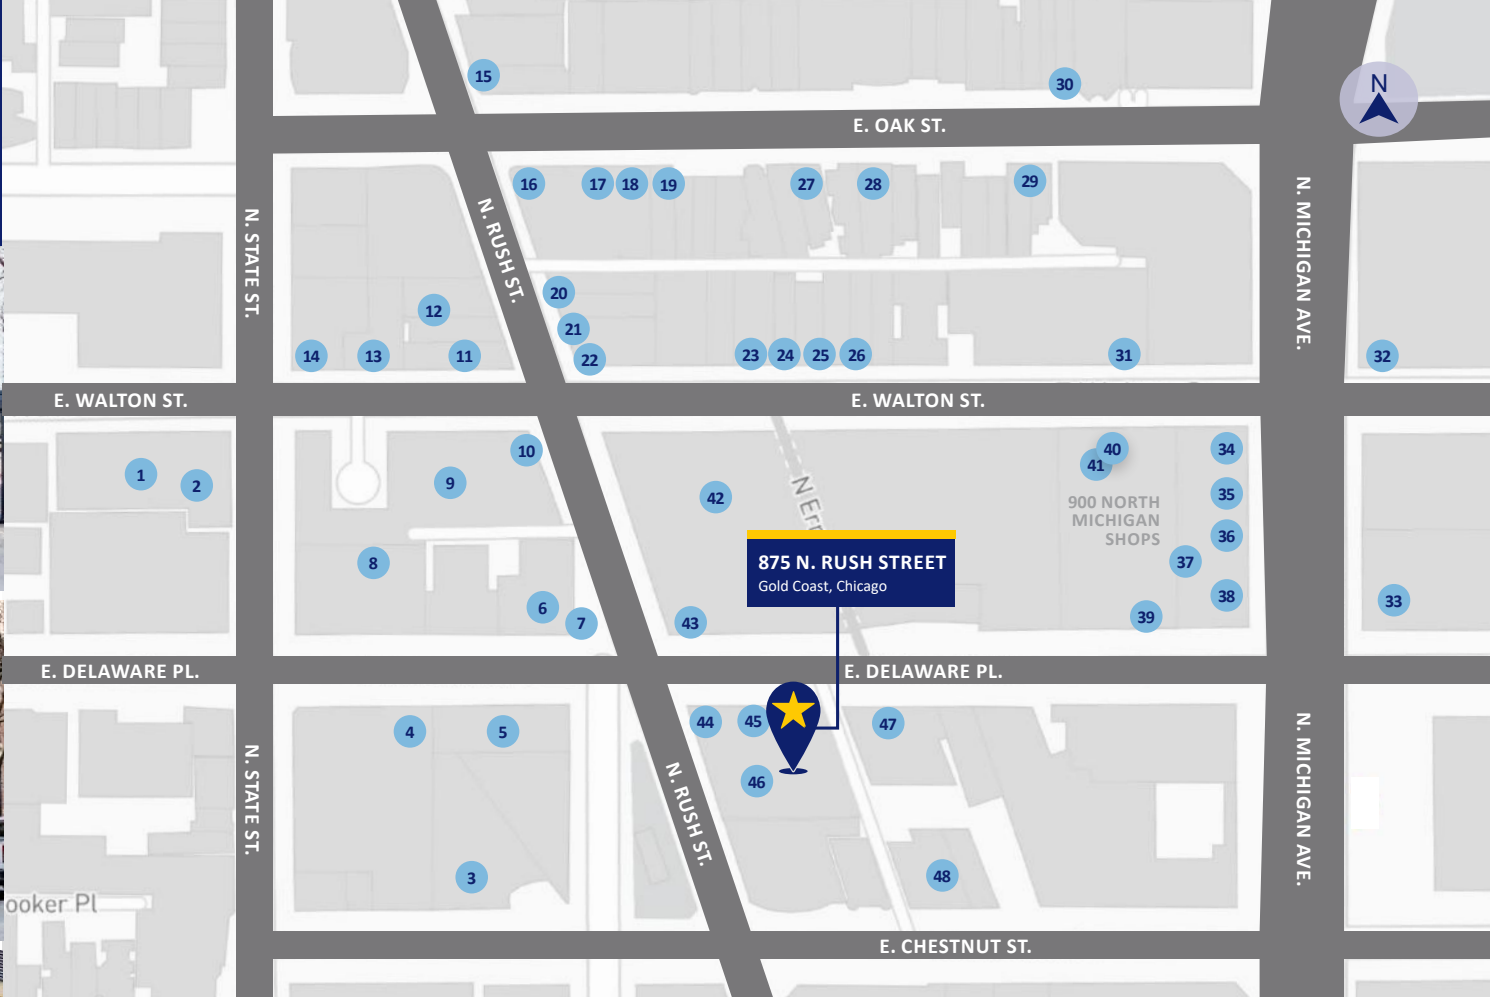 15
30
N
E. OAK ST.
16
17
18
19
27
28
29
N. STATE ST.
N. RUSH ST.
N. MICHIGAN AVE.
20
12
21
14
13
11
22
23
24
25
26
31
32
E. WALTON ST.
E. WALTON ST.
10
40
34
41
1
2
9
42
35
N Er
900 NORTH
MICHIGAN
SHOPS
36
37
8
875 N. RUSH STREET
Gold Coast, Chicago
38
33
6
7
43
39
E. DELAWARE PL.
E. DELAWARE PL.
4
5
44
45
47
46
N. STATE ST.
N. RUSH ST.
N. MICHIGAN AVE.
3
48
ooker Pl
E. CHESTNUT ST.